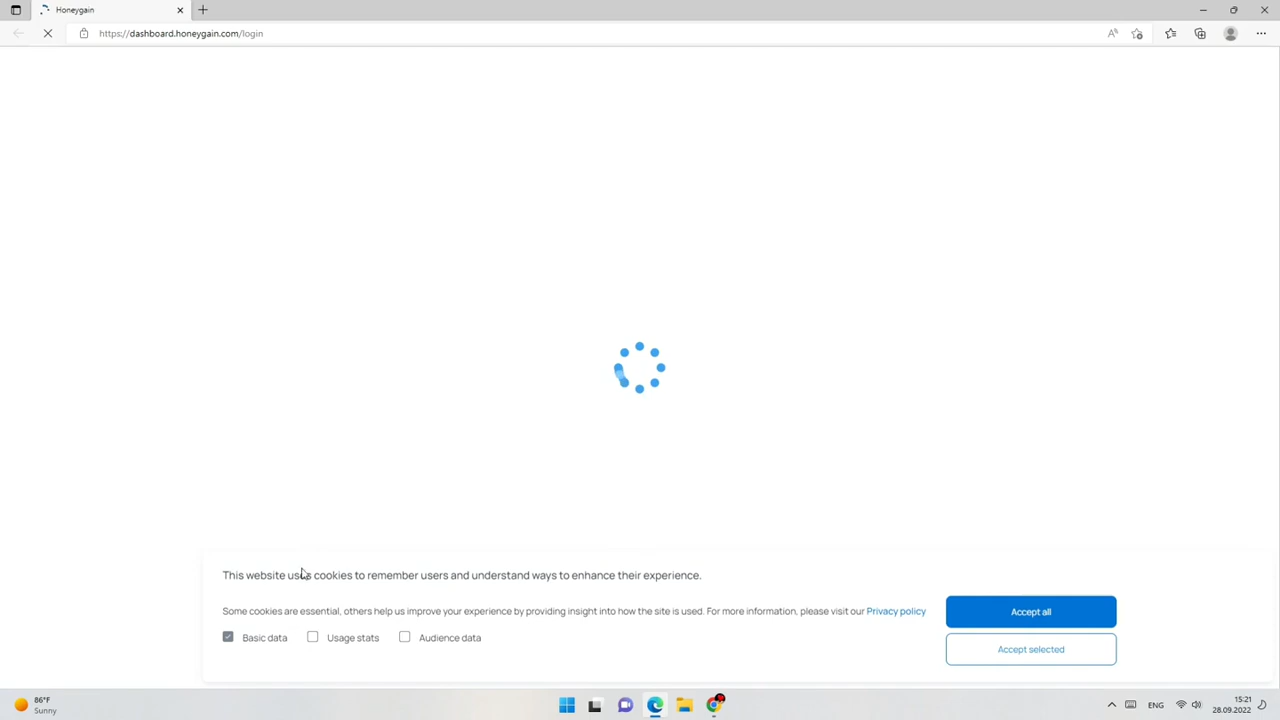 Honeygain
https://dashboard.honeygain.com/login
This website uses cookies to remember users and understand ways to enhance their experience.
Some cookies are essential, others help us improve your experience by providing insight into how the site is used. For more information, please visit our Privacy policy
Basic data
Usage stats
Audience data
Accept all
Accept selected
86°F
Sunny
ENG
15:21
28.09.2022